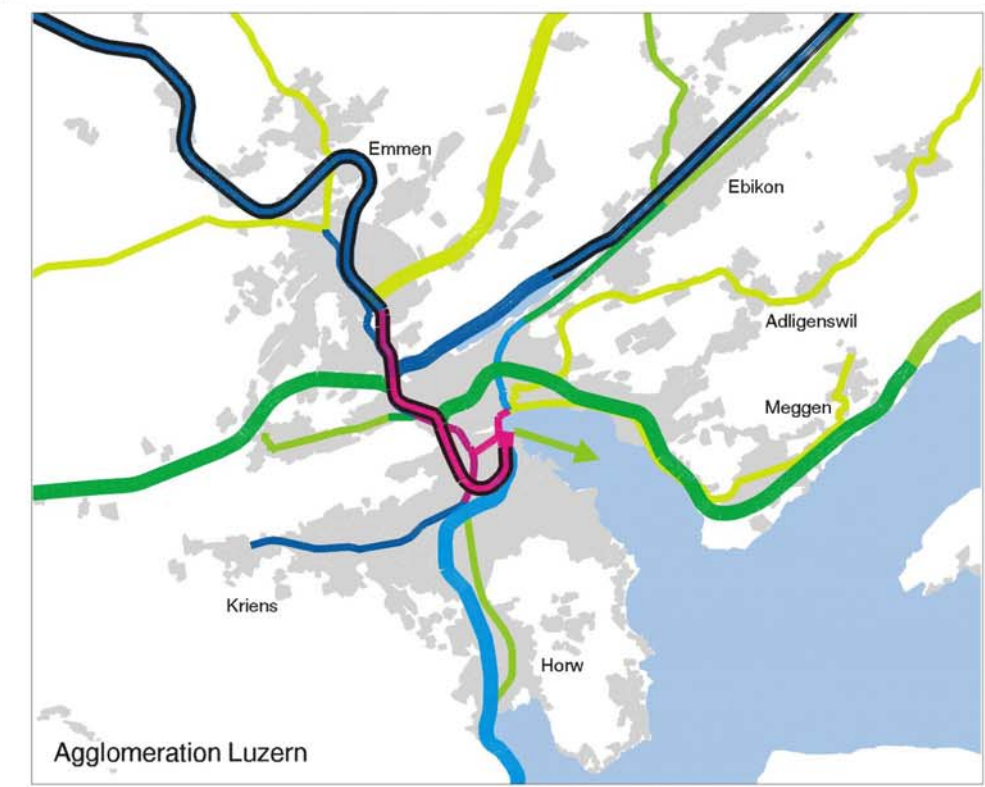 Emmen
Ebikon
Adligenswil
Meggen
Kriens
Horw
Agglomeration Luzern